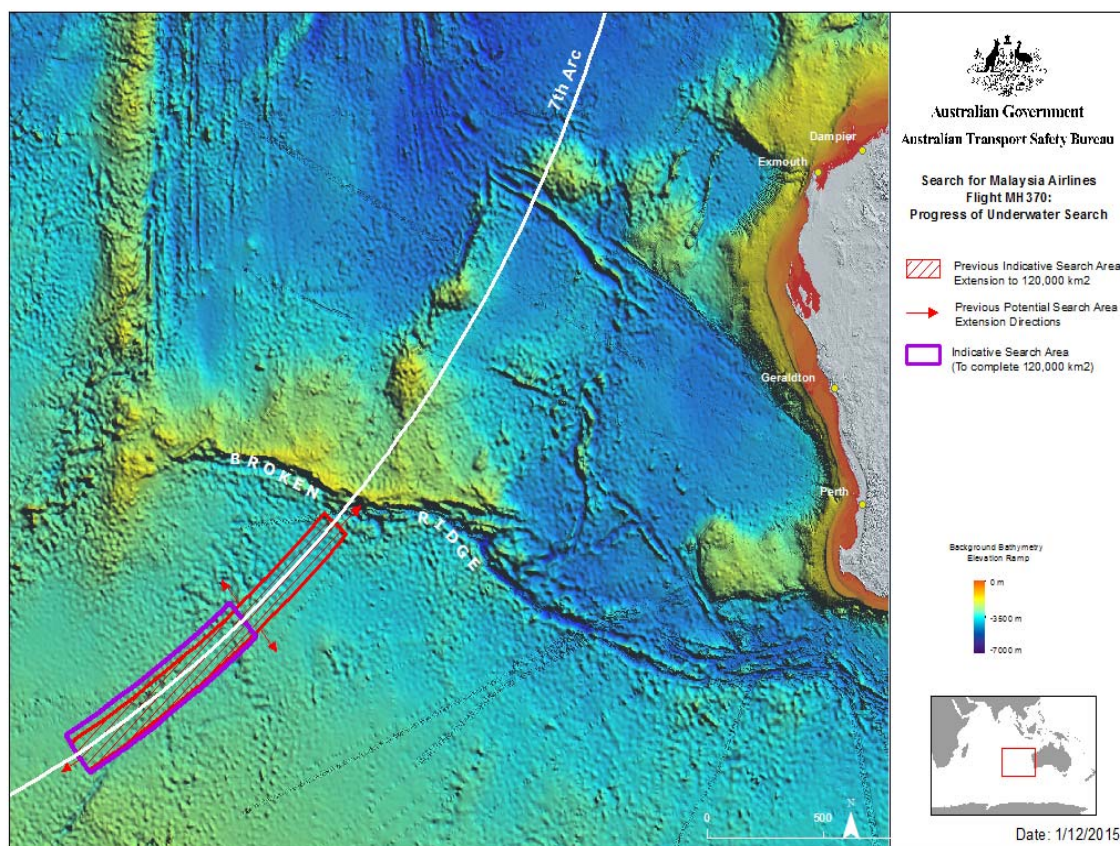 7th Arc
Dampier
Exmouth
Geraldton
BROKEN
RIDGE
Perth
N
0
500
Australian Government
Australian Transport Safety Bureau
Search for Malaysia Airlines
Flight MH370:
Progress of Underwater Search
Previous Indicative Search Area
Extension to 120,000 km2
Previous Potential Search Area
Extension Directions
Indicative Search Area
(To complete 120,000 km2)
Background Bathymetry
Elevation Ramp
0 m
-3500 m
-7000 m
Date: 1/12/2015